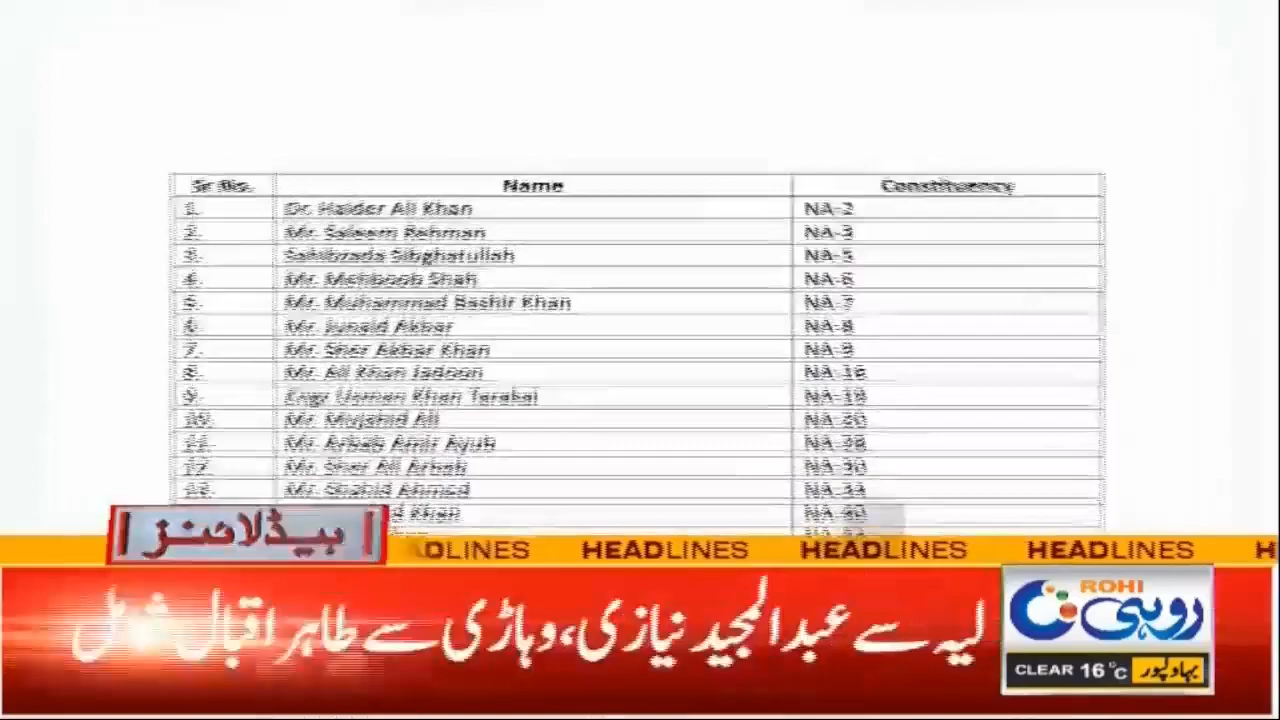 Sr No. Name Constituency
1. Dr. Haider Ali Khan NA-2
2. Mr. Saleem Rehman NA-3
3. Sahibzada Sibghatullah NA-5
4. Mr. Mehboob Shah NA-6
5. Mr. Muhammad Bashir Khan NA-7
6. Mr. Junaid Akbar NA-8
7. Mr. Sher Akbar Khan NA-9
8. Mr. Ali Khan Jadoon NA-16
9. Engr Usman Khan Tarakai NA-19
10. Mr. Mujahid Ali NA-20
11. Mr. Arbab Amir Ayub NA-28
12. Mr. Sher Ali Arbab NA-30
13. Mr. Shahid Ahmad NA-34
Khan
ہیڈلائنز
HEADLINES HEADLINES HEADLINES
لیہ سے عبدالمجید نیازی، وہاڑی سے طاہر اقبال
ROHI
روہی
CLEAR 16°C بہاولپور